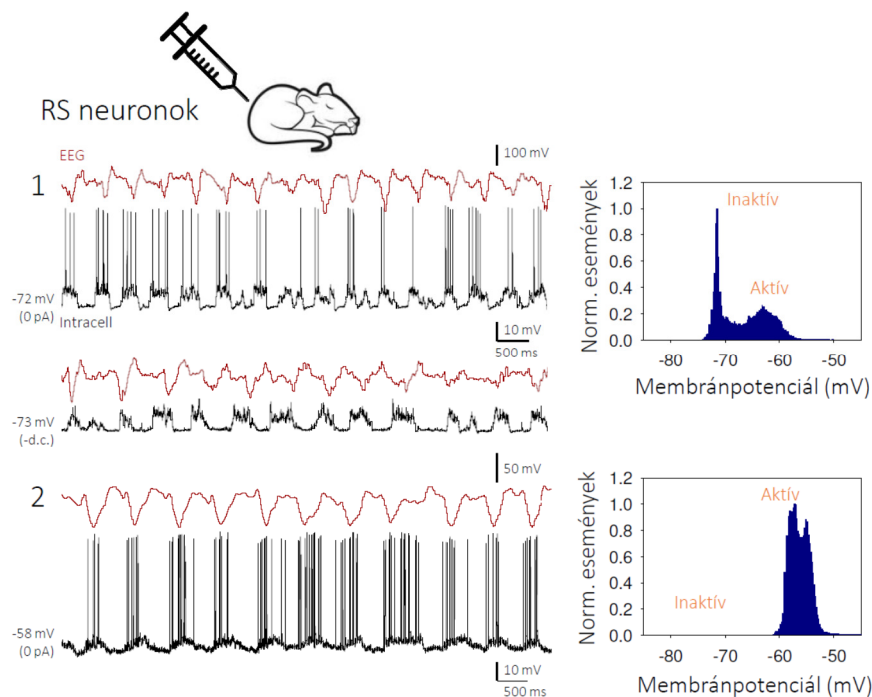 RS neuronok
EEG
100 mV
1
-72 mV
(0 pA)
Intracell
10 mV
500 ms
-73 mV
(-d.c.)
50 mV
2
-58 mV
(0 pA)
10 mV
500 ms
Norm. események
1.2
1.0
0.8
0.6
0.4
0.2
0.0
Inaktív
Aktív
-80 -70 -60 -50
Membránpotenciál (mV)
Norm. események
1.2
1.0
0.8
0.6
0.4
0.2
0.0
Aktív
Inaktív
-80 -70 -60 -50
Membránpotenciál (mV)